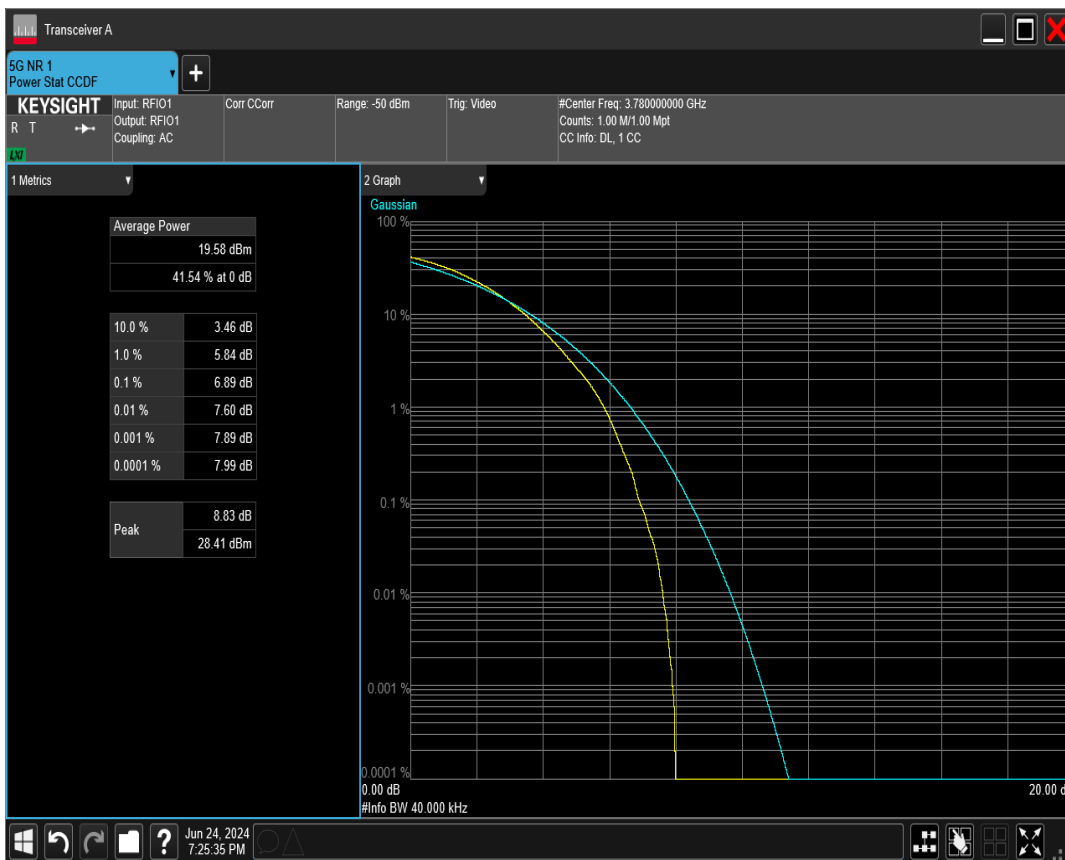 Transceiver A
5G NR 1
Power Stat CCDF
+
KEYSIGHT
R T
LXI
Input: RFIO1
Output: RFIO1
Coupling: AC
Corr CCorr
Range: -50 dBm
Trig: Video
#Center Freq: 3.780000000 GHz
Counts: 1.00 M/1.00 Mpt
CC Info: DL, 1 CC
1 Metrics
Average Power
19.58 dBm
41.54 % at 0 dB
10.0 % 3.46 dB
1.0 % 5.84 dB
0.1 % 6.89 dB
0.01 % 7.60 dB
0.001 % 7.89 dB
0.0001 % 7.99 dB
Peak
8.83 dB
28.41 dBm
2 Graph
Gaussian
100 %
10 %
1 %
0.1 %
0.01 %
0.001 %
0.0001 %
0.00 dB
20.00 d
#Info BW 40.000 kHz
?
Jun 24, 2024
7:25:35 PM